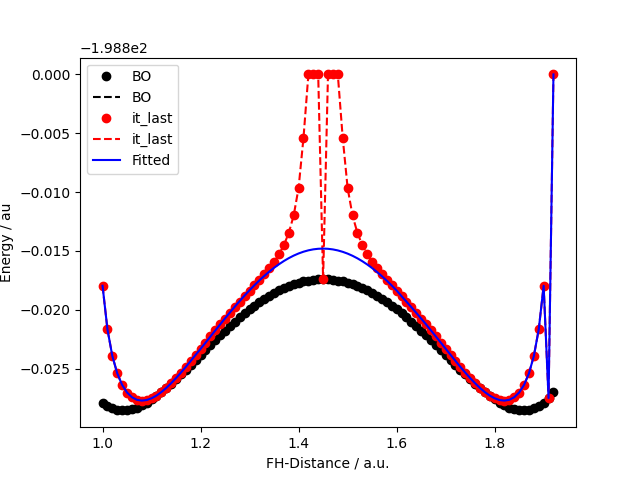 −1.988e2
0.000
−0.005
−0.010
−0.015
−0.020
−0.025
Energy / au
BO
BO
it_last
it_last
Fitted
1.0 1.2 1.4 1.6 1.8
FH-Distance / a.u.